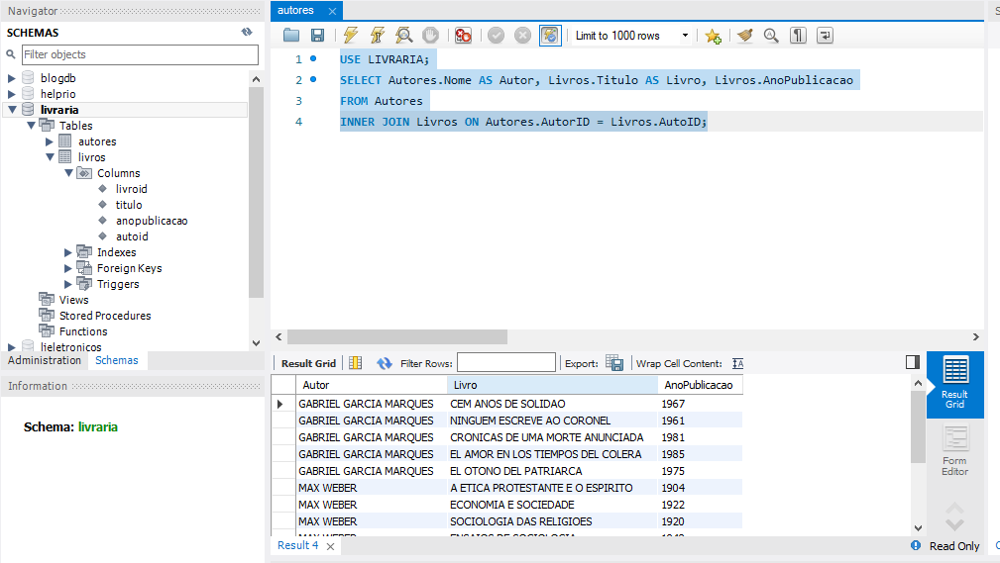 Navigator
SCHEMAS
Filter objects
blogdb
helprio
livraria
Tables
autores
livros
Columns
livroid
titulo
anopublicacao
autoid
Indexes
Foreign Keys
Triggers
Views
Stored Procedures
Functions
lieletronicos
Administration Schemas
Information
Schema: livraria
autores
Limit to 1000 rows
1 USE LIVRARIA;
2 SELECT Autores.Nome AS Autor, Livros.Titulo AS Livro, Livros.AnoPublicacao
3 FROM Autores
4 INNER JOIN Livros ON Autores.AutorID = Livros.AutoID;
Result Grid Filter Rows: Export: Wrap Cell Content:
Autor Livro AnoPublicacao
GABRIEL GARCIA MARQUES CEM ANOS DE SOLIDAO 1967
GABRIEL GARCIA MARQUES NINGUEM ESCREVE AO CORONEL 1961
GABRIEL GARCIA MARQUES CRONICAS DE UMA MORTE ANUNCIADA 1981
GABRIEL GARCIA MARQUES EL AMOR EN LOS TIEMPOS DEL COLERA 1985
GABRIEL GARCIA MARQUES EL OTONO DEL PATRIARCA 1975
MAX WEBER A ETICA PROTESTANTE E O ESPIRITO 1904
MAX WEBER ECONOMIA E SOCIEDADE 1922
MAX WEBER SOCIOLOGIA DAS RELIGIOES 1920
MAX WEBER ENSAIOS DE SOCIOLOGIA
Result
Grid
Form
Editor
Result 4
Read Only